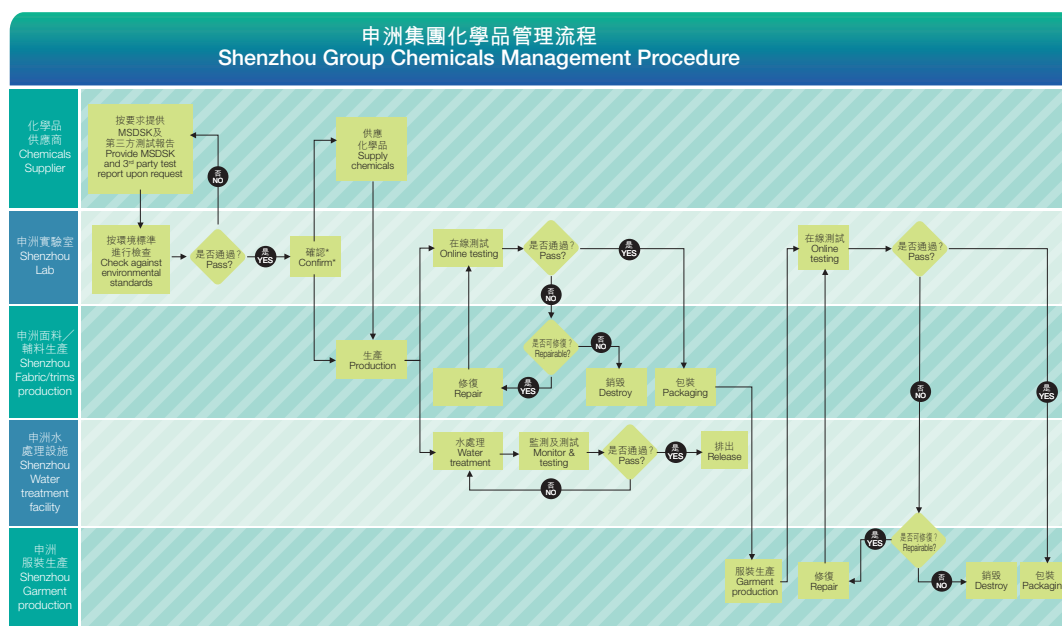 申洲集團化學品管理流程
Shenzhou Group Chemicals Management Procedure
化學品
供應商
Chemicals
Supplier
按要求提供
MSDSK及
第三方測試報告
Provide MSDSK
and 3rd party test
report upon request
否
NO
供應
化學品
Supply
chemicals
申洲實驗室
Shenzhou
Lab
按環境標準
進行檢查
Check against
environmental
standards
是否通過?
Pass?
是
YES
確認*
Confirm*
在線測試
Online testing
是否通過?
Pass?
是
YES
否
NO
在線測試
Online
testing
是否通過?
Pass?
申洲面料／
輔料生產
Shenzhou
Fabric/trims
production
生產
Production
修復
Repair
是
YES
是否可修復?
Repairable?
否
NO
銷毀
Destroy
包裝
Packaging
否
NO
是
YES
申洲水
處理設施
Shenzhou
Water
treatment
facility
水處理
Water
treatment
監測及測試
Monitor &
testing
是否通過?
Pass?
是
YES
排出
Release
否
NO
申洲
服裝生產
Shenzhou
Garment
production
服裝生產
Garment
production
修復
Repair
是
YES
是否可修復?
Repairable?
否
NO
銷毀
Destroy
包裝
Packaging